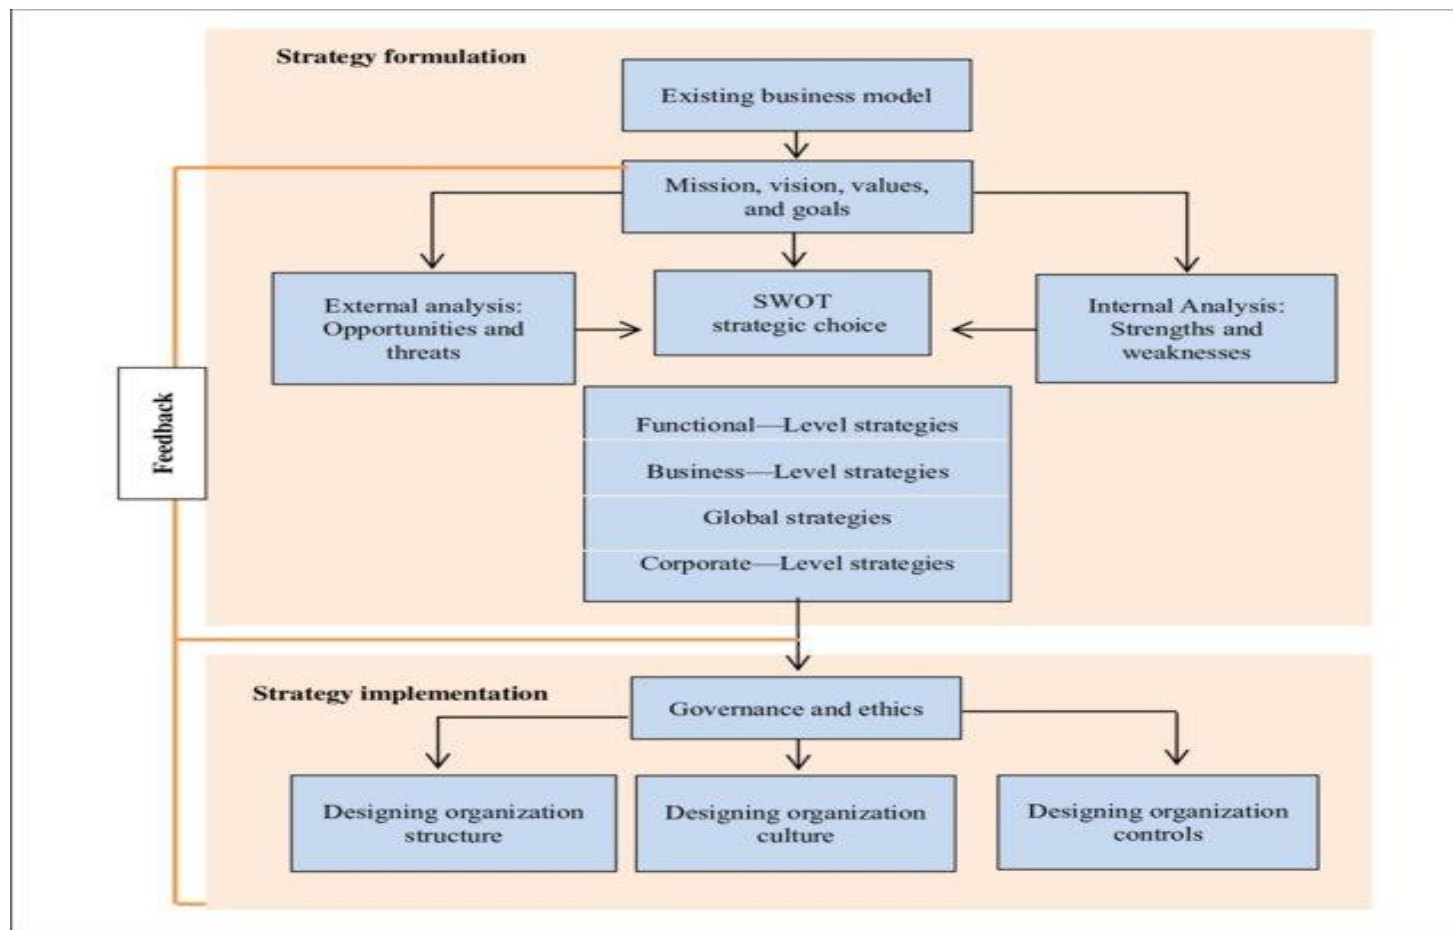 Strategy formulation
Existing business model
Mission, vision, values,
and goals
External analysis:
Opportunities and
threats
SWOT
strategic choice
Internal Analysis:
Strengths and
weaknesses
Feedback
Functional—Level strategies
Business—Level strategies
Global strategies
Corporate—Level strategies
Strategy implementation
Governance and ethics
Designing organization
structure
Designing organization
culture
Designing organization
controls